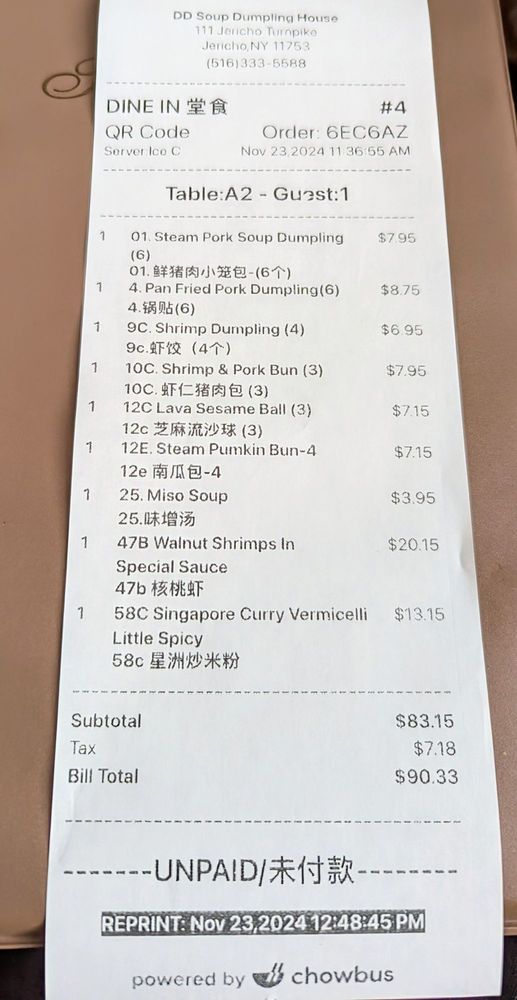 DD Soup Dumpling House
111 Jericho Turnpike
Jericho,NY 11753
(516)333-5588
DINE IN 堂食 #4
QR Code Order: 6EC6AZ
Server Ice C Nov 23,2024 11:36:55 AM
Table:A2 - Guest:1
1 01. Steam Pork Soup Dumpling $7.95
(6)
01. 鲜猪肉小笼包-(6个)
1 4. Pan Fried Pork Dumpling(6) $8.75
4.锅贴(6)
1 9C. Shrimp Dumpling (4) $6.95
9c.虾饺 (4个)
1 10C. Shrimp & Pork Bun (3) $7.95
10C. 虾仁猪肉包 (3)
1 12C Lava Sesame Ball (3) $7.15
12c 芝麻流沙球 (3)
1 12E. Steam Pumkin Bun-4 $7.15
12e 南瓜包-4
1 25. Miso Soup $3.95
25.味增汤
1 47B Walnut Shrimps In $20.15
Special Sauce
47b 核桃虾
1 58C Singapore Curry Vermicelli $13.15
Little Spicy
58c 星洲炒米粉
Subtotal $83.15
Tax $7.18
Bill Total $90.33
-------UNPAID/未付款--------
REPRINT: Nov 23,2024 12:48:45 PM
powered by chowbus